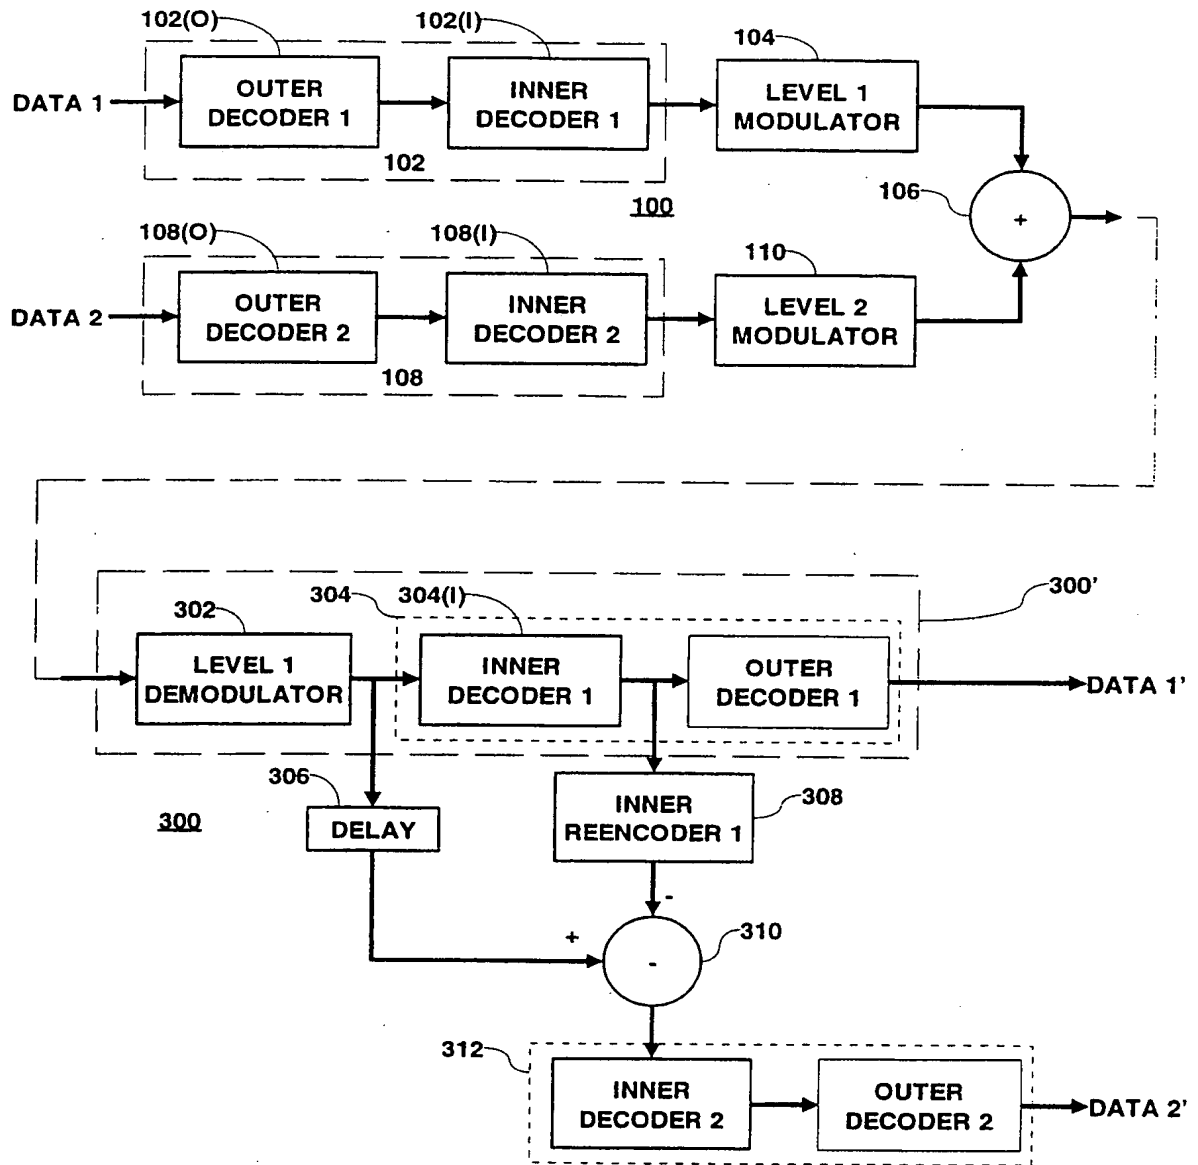 102(O)
102(I)
104
DATA 1
OUTER
DECODER 1
INNER
DECODER 1
LEVEL 1
MODULATOR
102
100
106
+
108(O)
108(I)
110
DATA 2
OUTER
DECODER 2
INNER
DECODER 2
LEVEL 2
MODULATOR
108
302
304
304(I)
300'
LEVEL 1
DEMODULATOR
INNER
DECODER 1
OUTER
DECODER 1
DATA 1'
306
300
DELAY
INNER
REENCODER 1
308
-
+
-
310
312
INNER
DECODER 2
OUTER
DECODER 2
DATA 2'